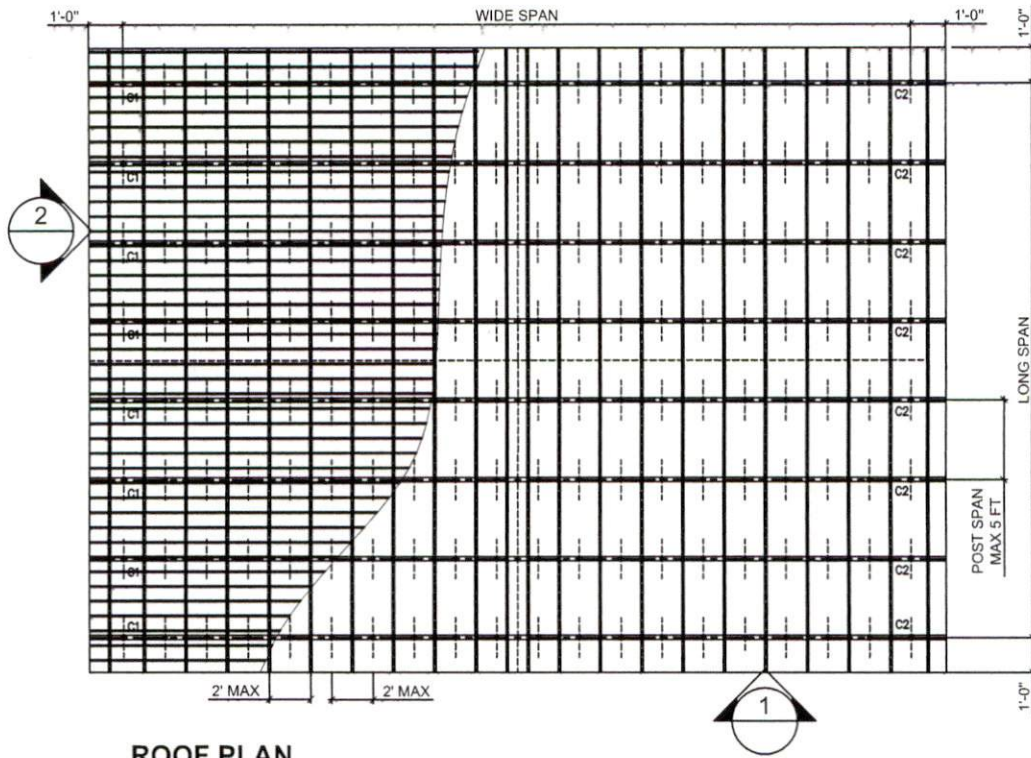 1'-0" WIDE SPAN 1'-0"
1'-0"
C1 C2
C1 C2
2
C1 C2
C1 C2
LONG SPAN
C1 C2
C1 C2
POST SPAN
MAX 5 FT
C1 C2
C1 C2
2' MAX 2' MAX
1'-0"
1
ROOF PLAN